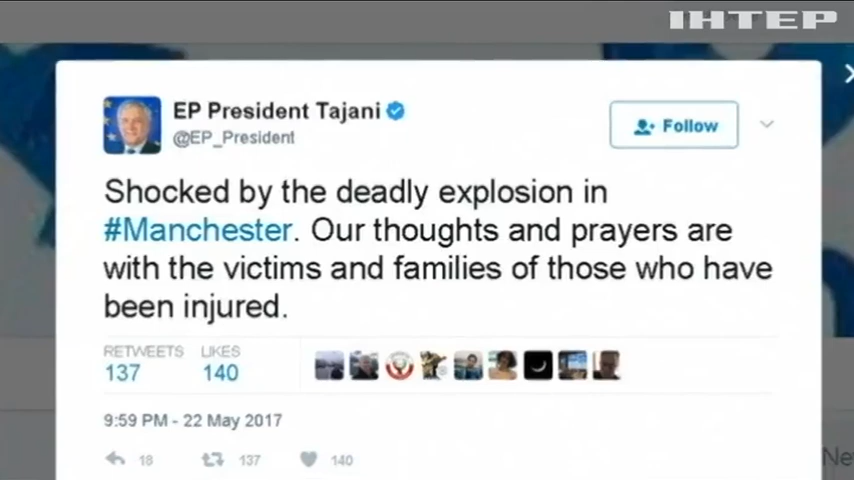 ІНТЕР
EP President Tajani
@EP_President
Follow
Shocked by the deadly explosion in
#Manchester. Our thoughts and prayers are
with the victims and families of those who have
been injured.
RETWEETS LIKES
137 140
9:59 PM - 22 May 2017
18 137 140
Ne